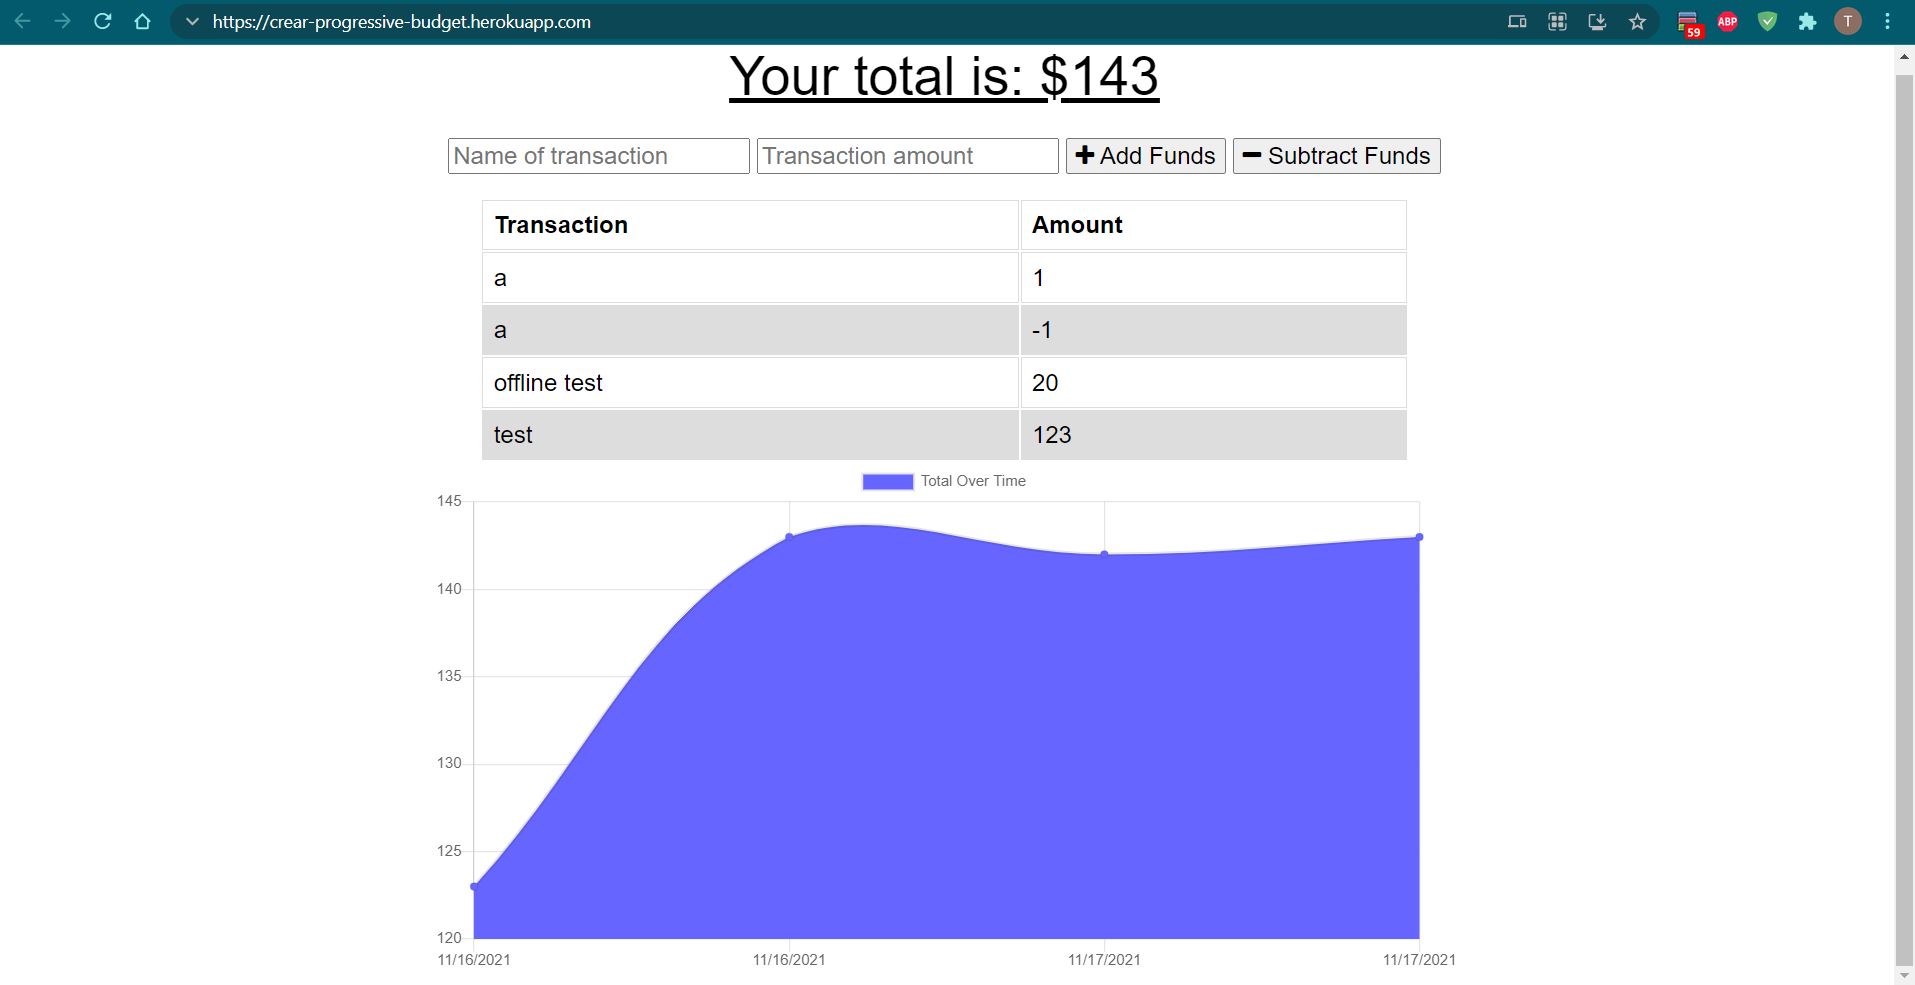 https://crear-progressive-budget.herokuapp.com
59
ABP
T
Your total is: $143
Name of transaction Transaction amount Add Funds Subtract Funds
Transaction Amount
a 1
a -1
offline test 20
test 123
Total Over Time
145
140
135
130
125
120
11/16/2021 11/16/2021 11/17/2021 11/17/2021